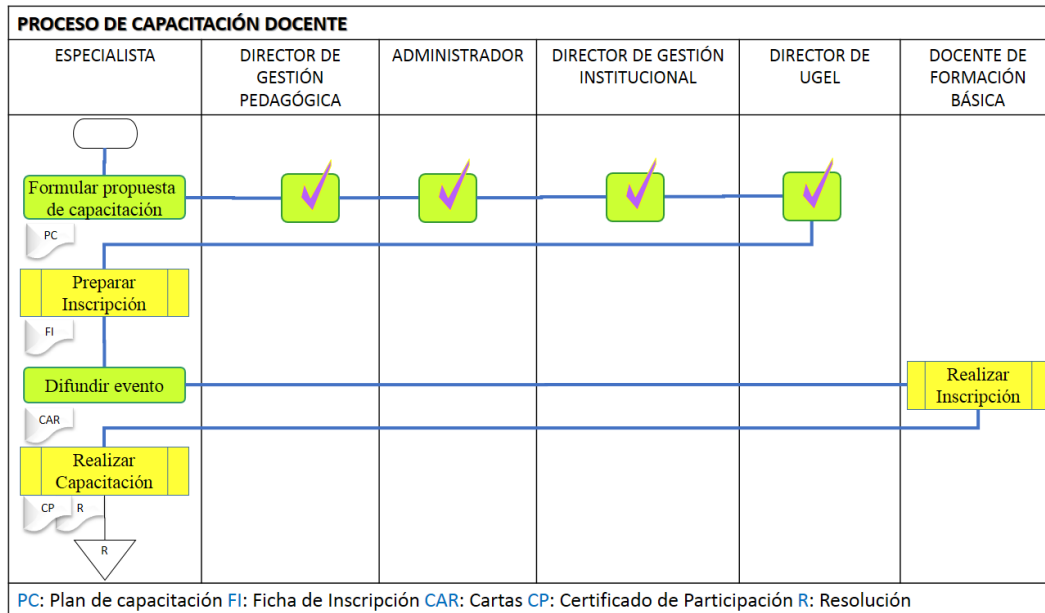 PROCESO DE CAPACITACIÓN DOCENTE
ESPECIALISTA
DIRECTOR DE
GESTIÓN
PEDAGÓGICA
ADMINISTRADOR
DIRECTOR DE GESTIÓN
INSTITUCIONAL
DIRECTOR DE
UGEL
DOCENTE DE
FORMACIÓN
BÁSICA
Formular propuesta
de capacitación
PC
Preparar
Inscripción
FI
Difundir evento
Realizar
Inscripción
CAR
Realizar
Capacitación
CP
R
R
PC: Plan de capacitación FI: Ficha de Inscripción CAR: Cartas CP: Certificado de Participación R: Resolución